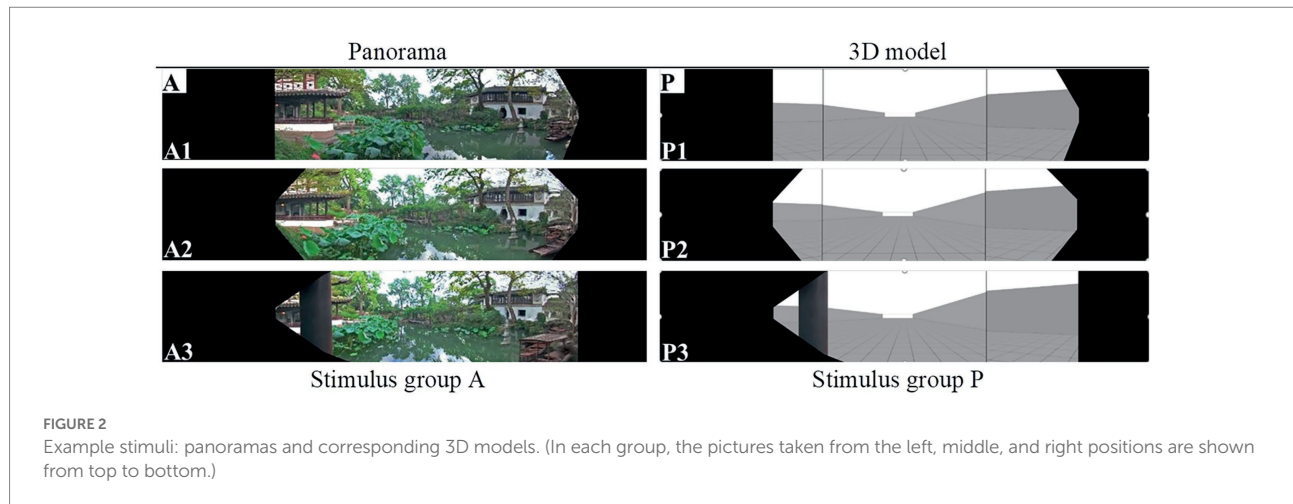 Panorama
3D model
A
P
A1
P1
A2
P2
A3
P3
Stimulus group A
Stimulus group P
FIGURE 2
Example stimuli: panoramas and corresponding 3D models. (In each group, the pictures taken from the left, middle, and right positions are shown
from top to bottom.)